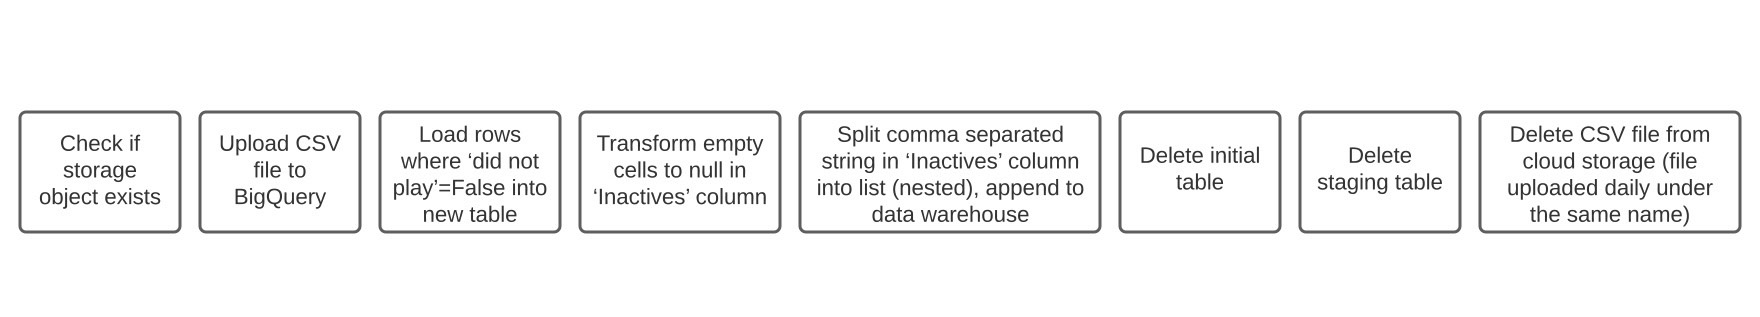 Check if
storage
object exists
Upload CSV
file to
BigQuery
Load rows
where ‘did not
play’=False into
new table
Transform empty
cells to null in
‘Inactives’ column
Split comma separated
string in ‘Inactives’ column
into list (nested), append to
data warehouse
Delete initial
table
Delete
staging table
Delete CSV file from
cloud storage (file
uploaded daily under
the same name)